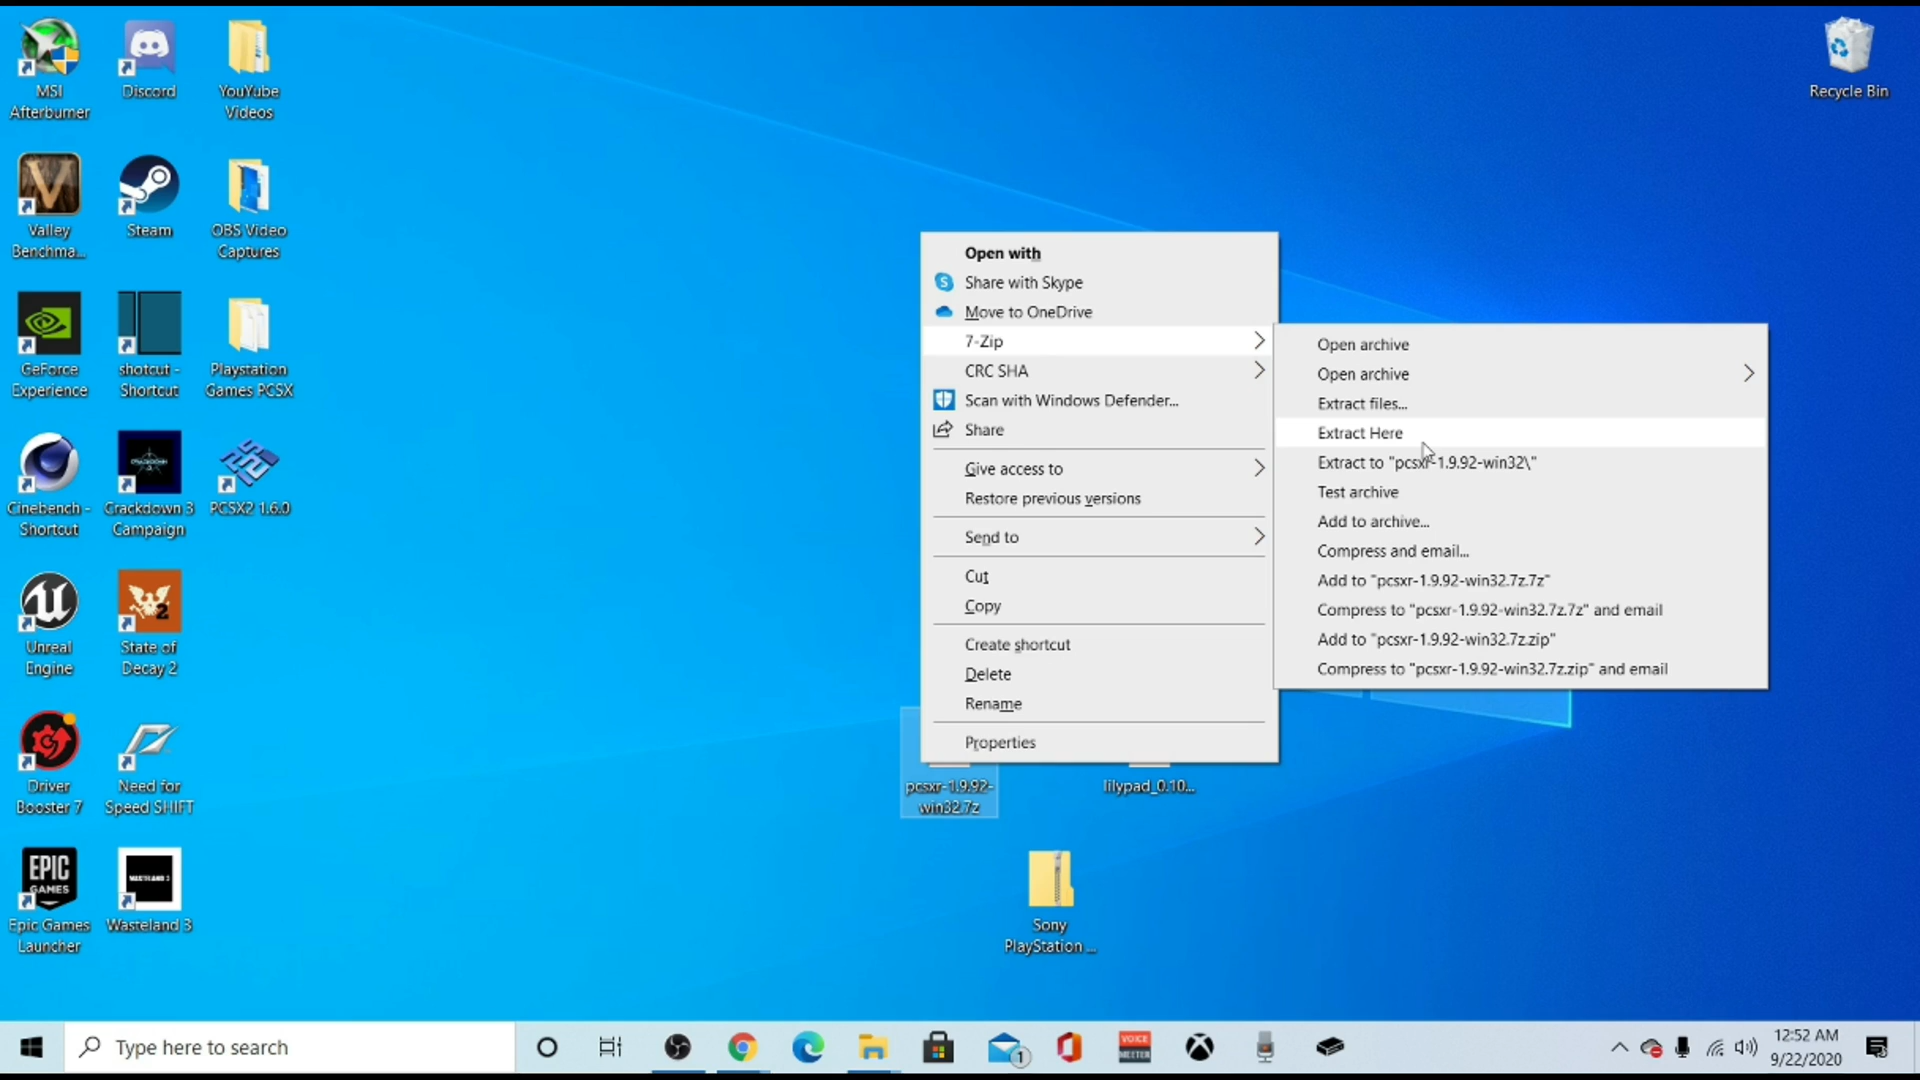 MSI
Afterburner
Discord
YouYube
Videos
Recycle Bin
Valley
Benchma...
Steam
OBS Video
Captures
GeForce
Experience
shotcut -
Shortcut
Playstation
Games PCSX
Cinebench -
Shortcut
Crackdown 3
Campaign
PCSX2 1.6.0
Unreal
Engine
State of
Decay 2
Driver
Booster 7
Need for
Speed SHIFT
EPIC
GAMES
Epic Games
Launcher
WASTELAND 3
Wasteland 3
Open with
Share with Skype
Move to OneDrive
7-Zip
CRC SHA
Scan with Windows Defender...
Share
Give access to
Restore previous versions
Send to
Cut
Copy
Create shortcut
Delete
Rename
Properties
Open archive
Open archive
Extract files...
Extract Here
Extract to "pcsxr-1.9.92-win32\"
Test archive
Add to archive...
Compress and email...
Add to "pcsxr-1.9.92-win32.7z.7z"
Compress to "pcsxr-1.9.92-win32.7z.7z" and email
Add to "pcsxr-1.9.92-win32.7z.zip"
Compress to "pcsxr-1.9.92-win32.7z.zip" and email
pcsxr-1.9.92-
win32.7z
lilypad_0.10...
Sony
PlayStation ...
Type here to search
1
VOICE
MEETER
12:52 AM
9/22/2020